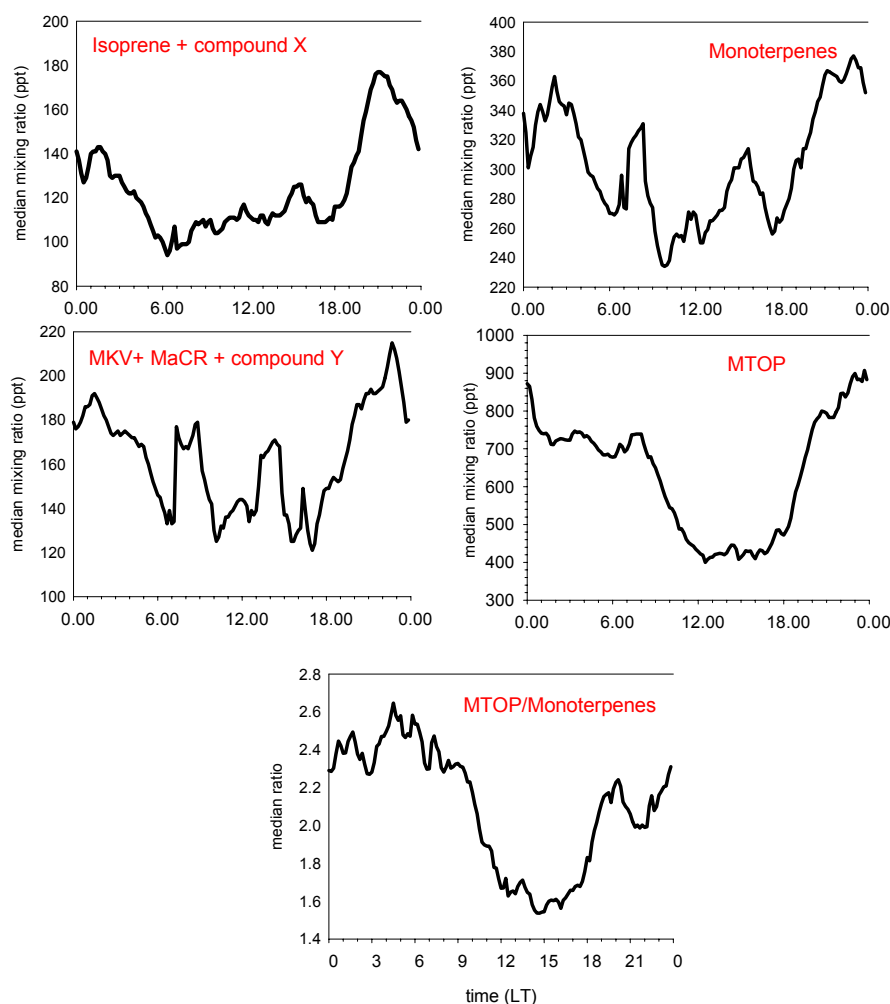 Isoprene + compound X
median mixing ratio (ppt)
200
180
160
140
120
100
80
0.00 6.00 12.00 18.00 0.00
Monoterpenes
median mixing ratio (ppt)
400
380
360
340
320
300
280
260
240
220
0.00 6.00 12.00 18.00 0.00
MKV+ MaCR + compound Y
median mixing ratio (ppt)
220
200
180
160
140
120
100
0.00 6.00 12.00 18.00 0.00
MTOP
median mixing ratio (ppt)
1000
900
800
700
600
500
400
300
0.00 6.00 12.00 18.00 0.00
MTOP/Monoterpenes
median ratio
2.8
2.6
2.4
2.2
2.0
1.8
1.6
1.4
0 3 6 9 12 15 18 21 0
time (LT)